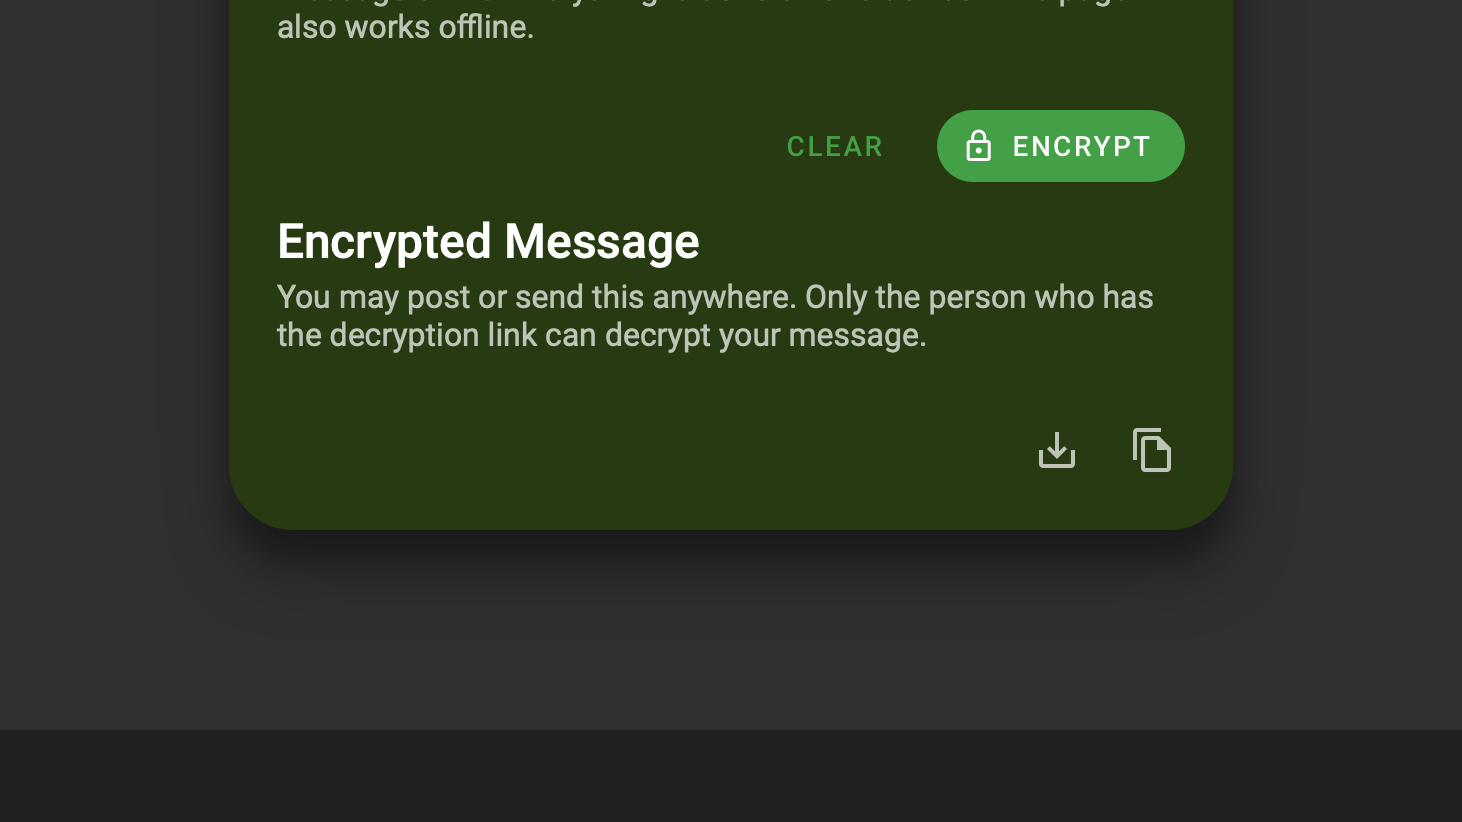 also works offline.
CLEAR
ENCRYPT
Encrypted Message
You may post or send this anywhere. Only the person who has
the decryption link can decrypt your message.